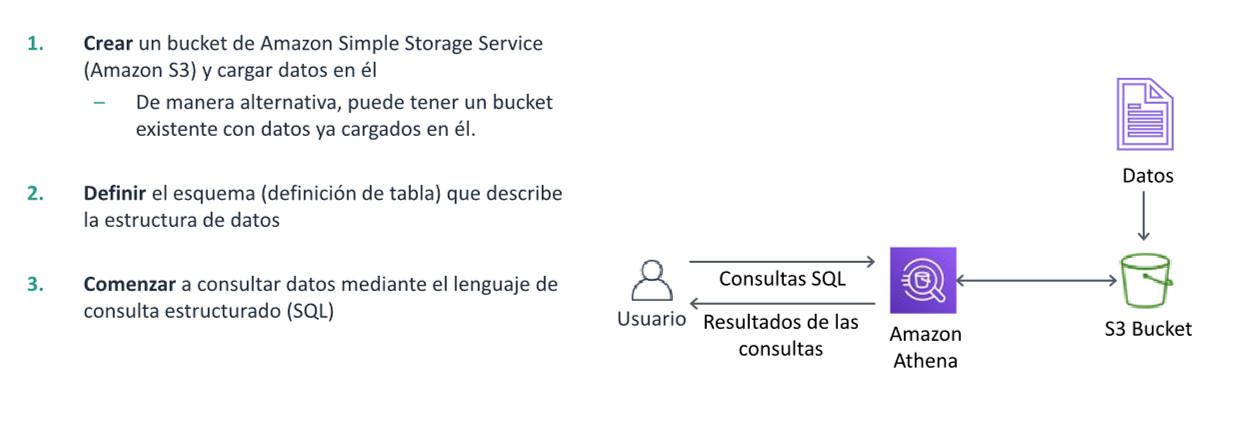 1. Crear un bucket de Amazon Simple Storage Service
(Amazon S3) y cargar datos en él
– De manera alternativa, puede tener un bucket
existente con datos ya cargados en él.
2. Definir el esquema (definición de tabla) que describe
la estructura de datos
3. Comenzar a consultar datos mediante el lenguaje de
consulta estructurado (SQL)
Datos
Consultas SQL
Usuario
Resultados de las
consultas
Amazon
Athena
S3 Bucket